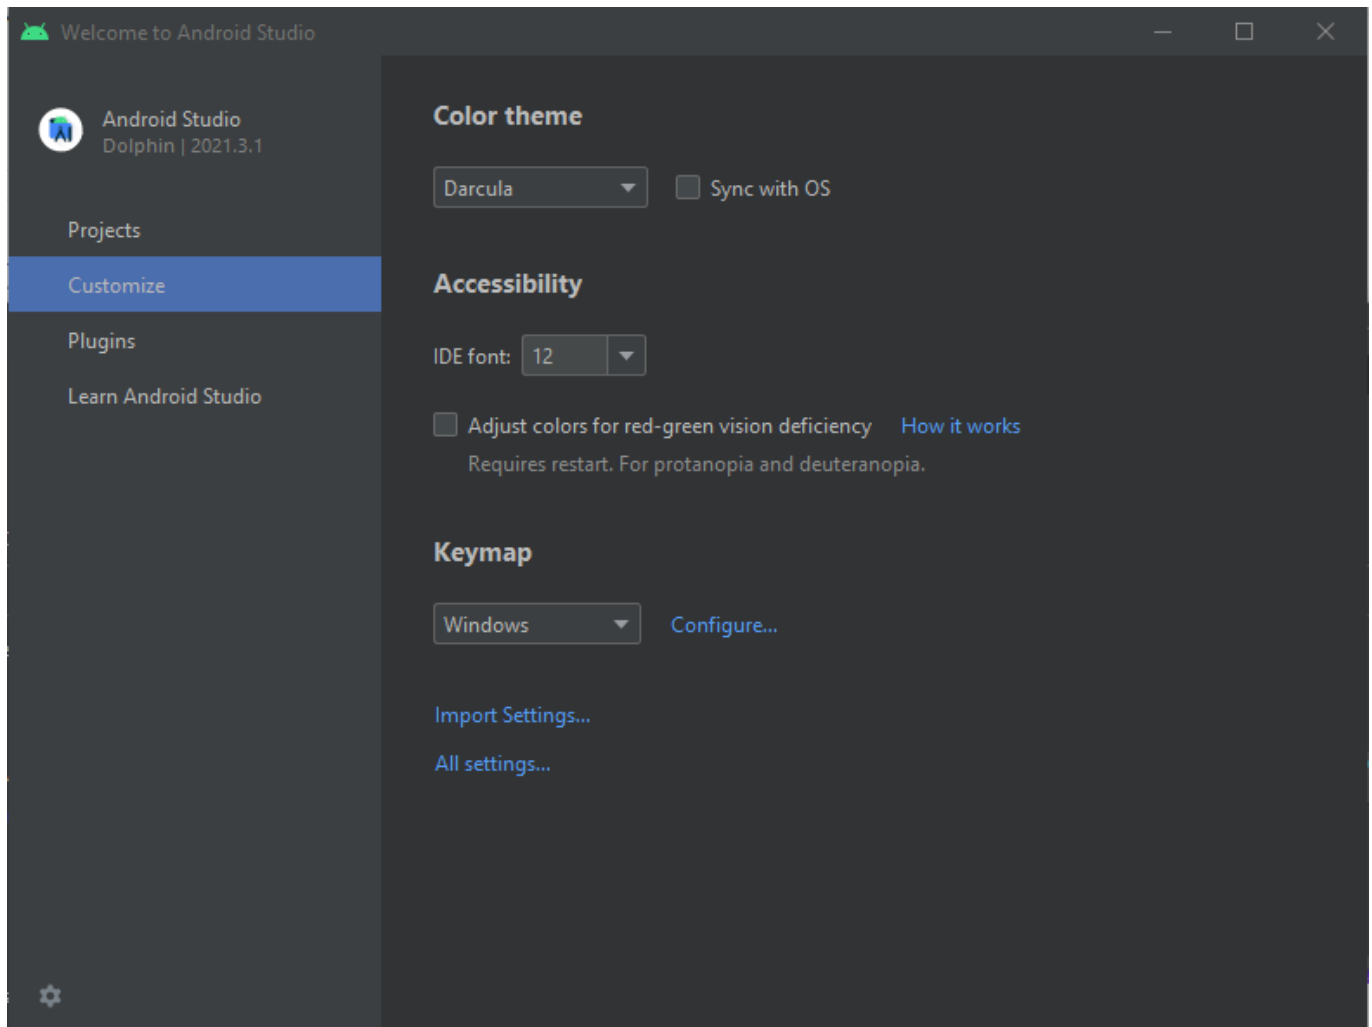 Welcome to Android Studio
Android Studio
Dolphin | 2021.3.1
Projects
Customize
Plugins
Learn Android Studio
Color theme
Darcula
Sync with OS
Accessibility
IDE font: 12
Adjust colors for red-green vision deficiency How it works
Requires restart. For protanopia and deuteranopia.
Keymap
Windows
Configure...
Import Settings...
All settings...